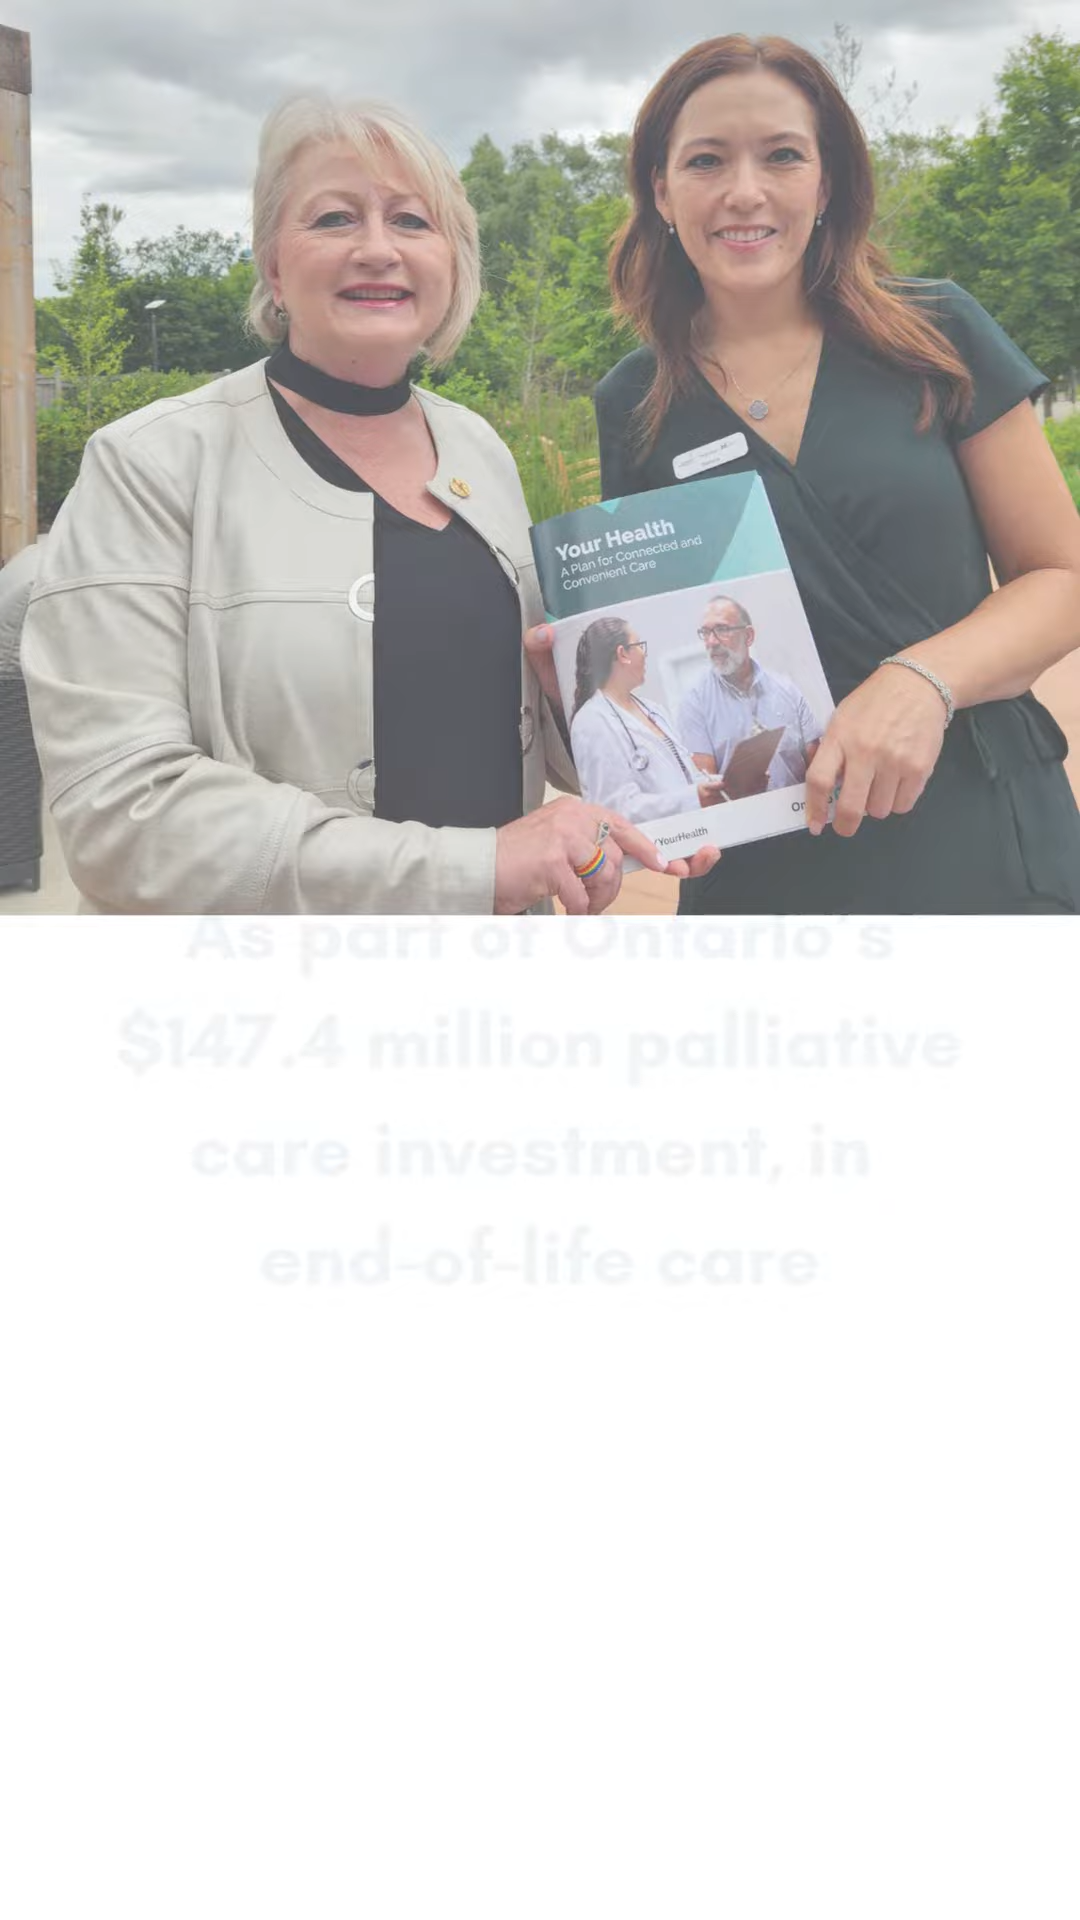 Your Health
A Plan for Connected and
Convenient Care
/YourHealth
As part of Ontario's
$147.4 million palliative
care investment, in
end-of-life care